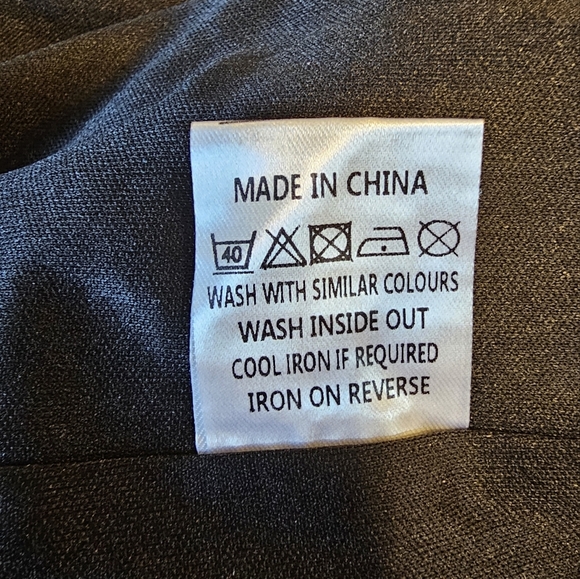 MADE IN CHINA
40
WASH WITH SIMILAR COLOURS
WASH INSIDE OUT
COOL IRON IF REQUIRED
IRON ON REVERSE